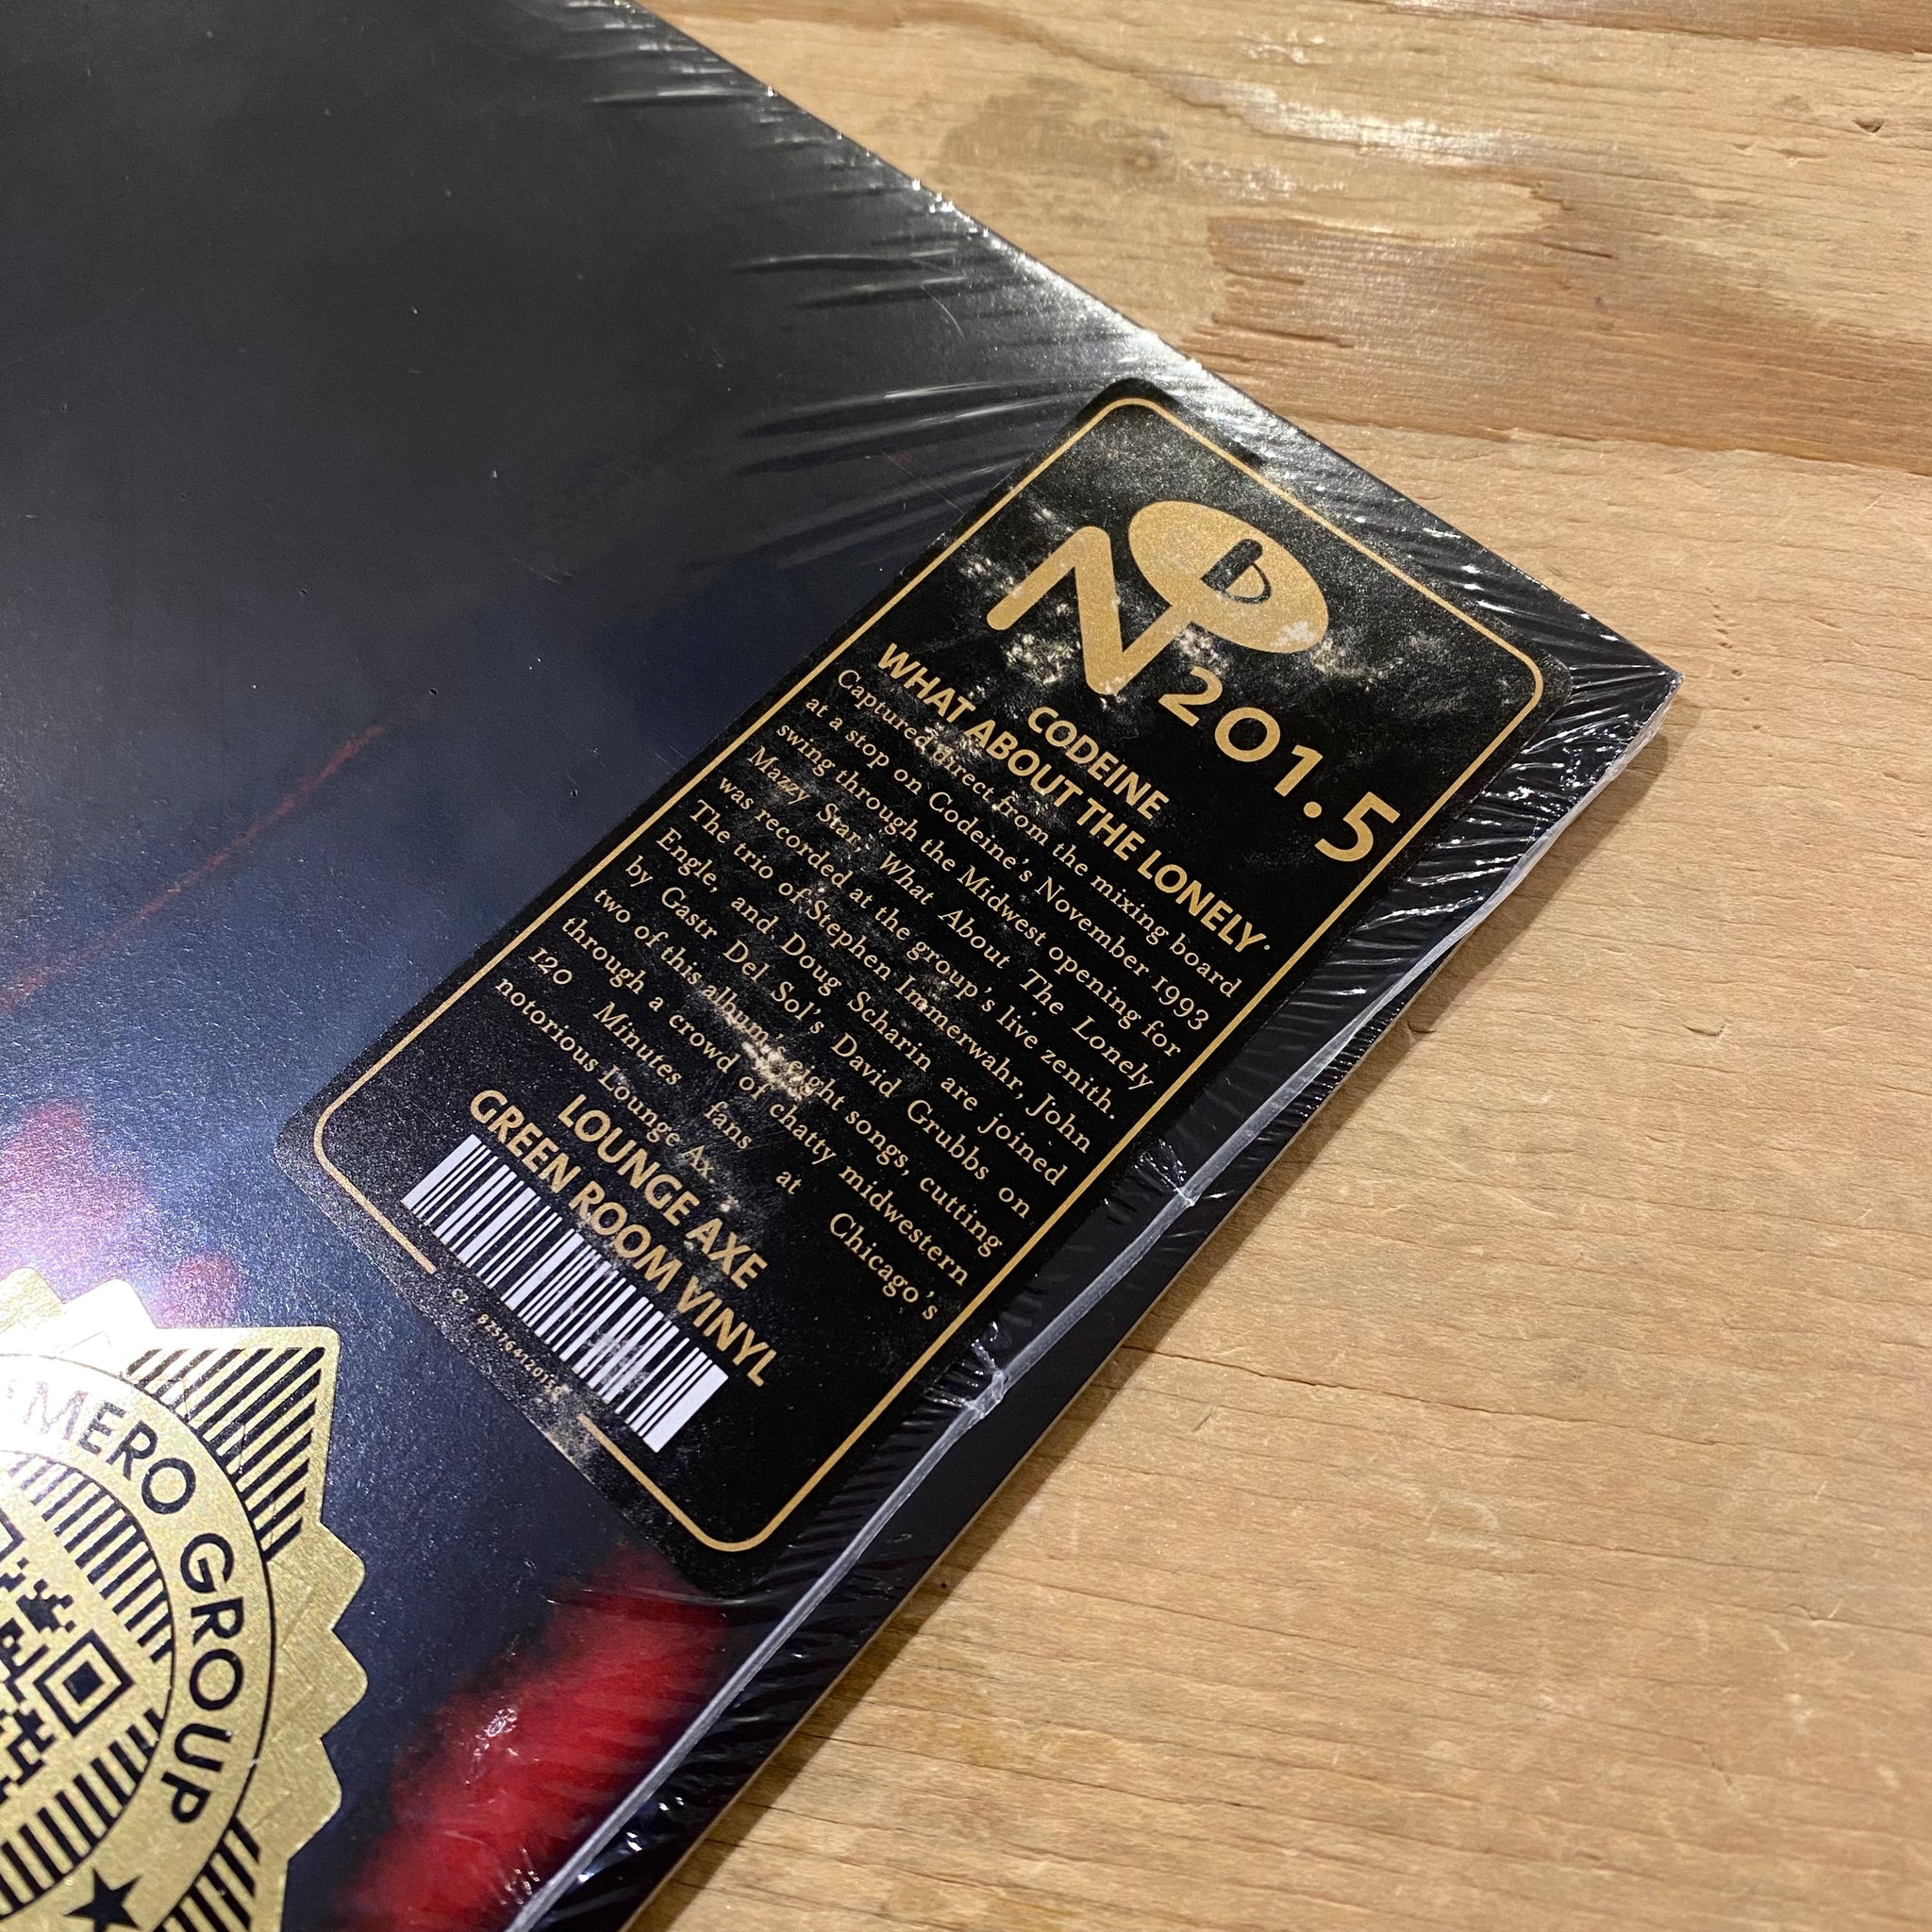 N
201.5
CODEINE
WHAT ABOUT THE LONELY
Captured direct from the mixing board
at a stop on Codeine's November 1993
swing through the Midwest opening for
Mazzy Star, What About The Lonely
was recorded at the group's live zenith.
The trio of Stephen Immerwahr, John
Engle, and Doug Scharin are joined
by Gastr Del Sol's David Grubbs on
two of this album's eight songs, cutting
through a crowd of chatty midwestern
120 Minutes fans at Chicago's
notorious Lounge Ax.
LOUNGE AXE
GREEN ROOM VINYL
MERO GROUP